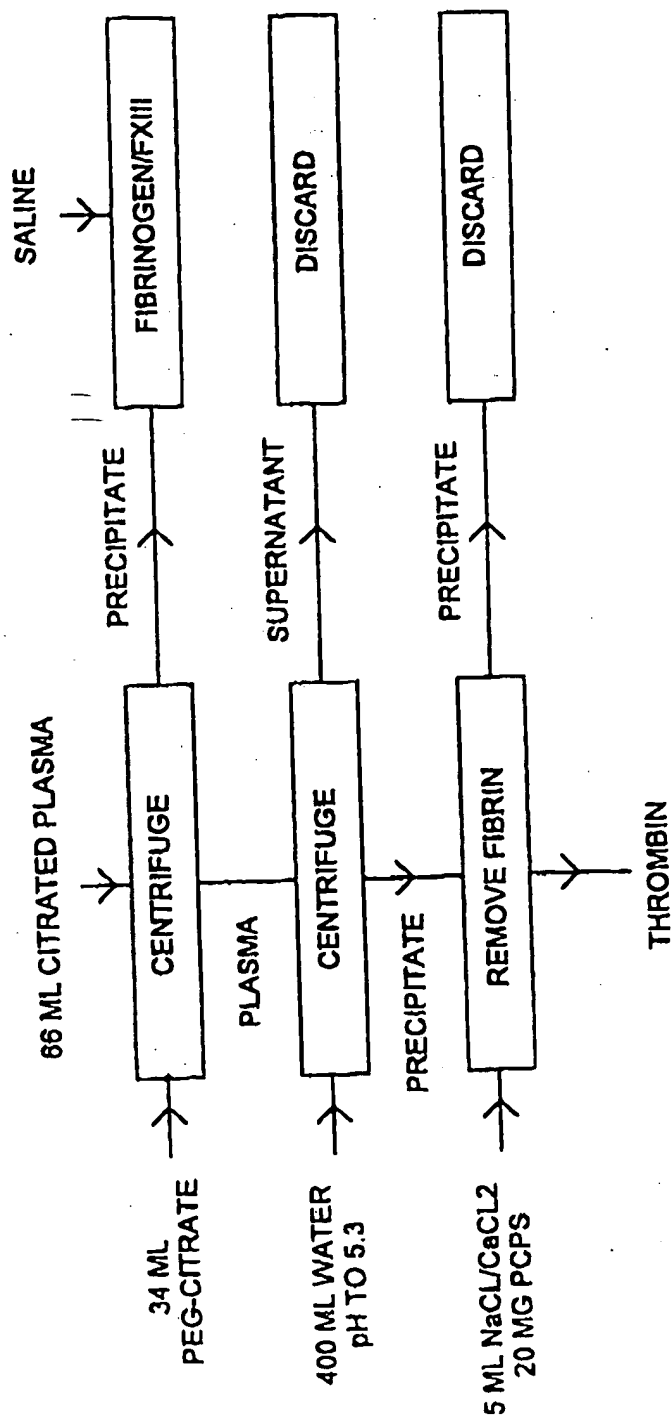 66 ML CITRATED PLASMA
SALINE
34 ML
PEG-CITRATE
CENTRIFUGE
PRECIPITATE
FIBRINOGEN/FXIII
PLASMA
400 ML WATER
pH TO 5.3
CENTRIFUGE
SUPERNATANT
DISCARD
PRECIPITATE
5 ML NaCL/CaCL2
20 MG PCPS
REMOVE FIBRIN
PRECIPITATE
DISCARD
THROMBIN